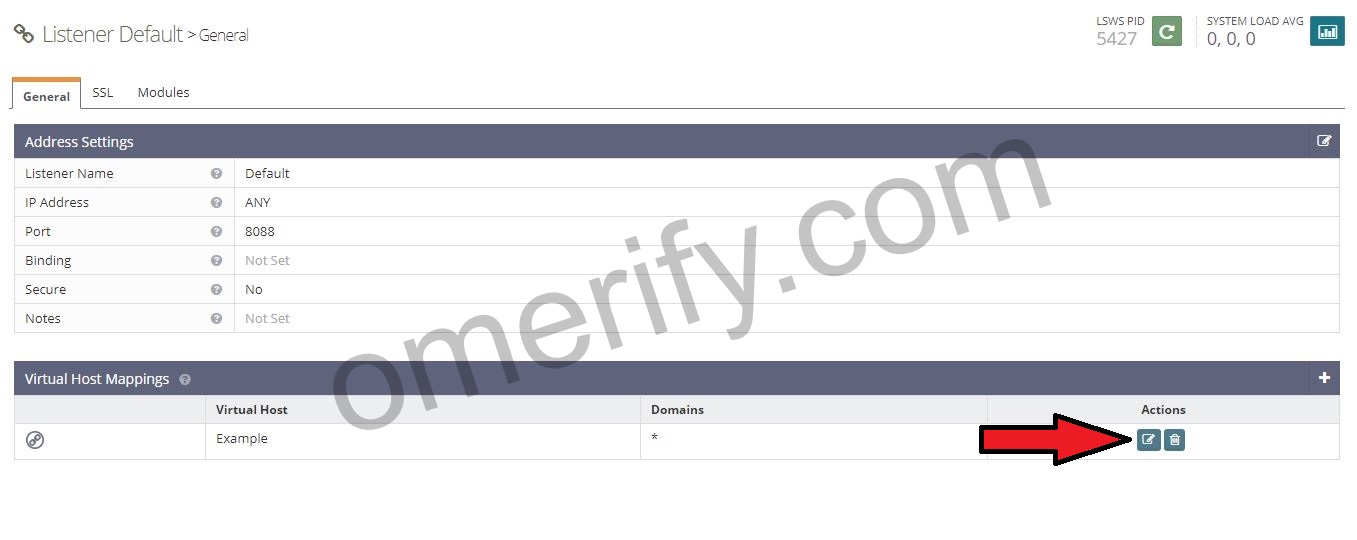 Listener Default > General
LSWS PID
5427
SYSTEM LOAD AVG
0, 0, 0
General SSL Modules
Address Settings
Listener Name Default
IP Address ANY
Port 8088
Binding Not Set
Secure No
Notes Not Set
omerify.com
Virtual Host Mappings
Virtual Host Domains Actions
Example *